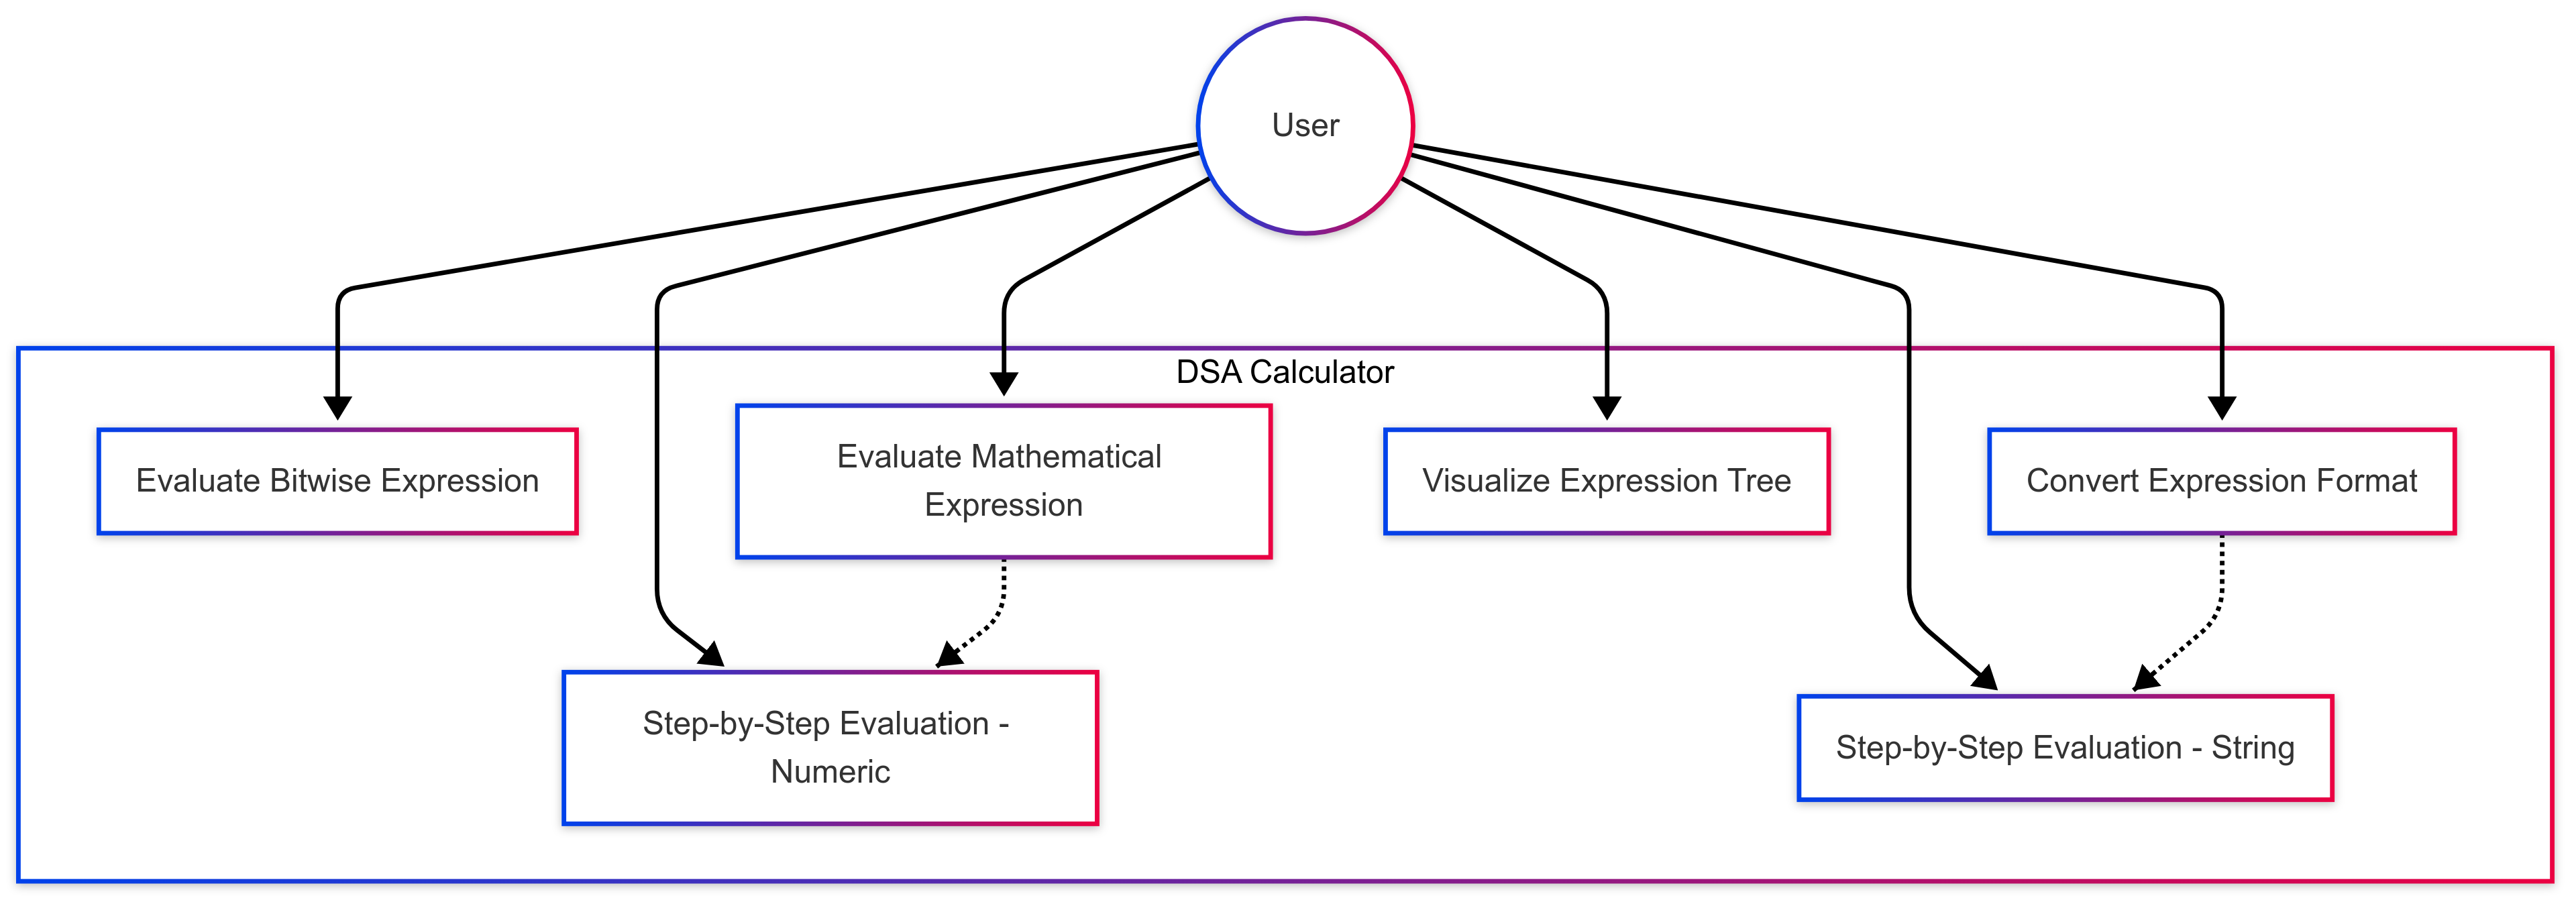 User
DSA Calculator
Evaluate Bitwise Expression
Evaluate Mathematical
Expression
Visualize Expression Tree
Convert Expression Format
Step-by-Step Evaluation -
Numeric
Step-by-Step Evaluation - String